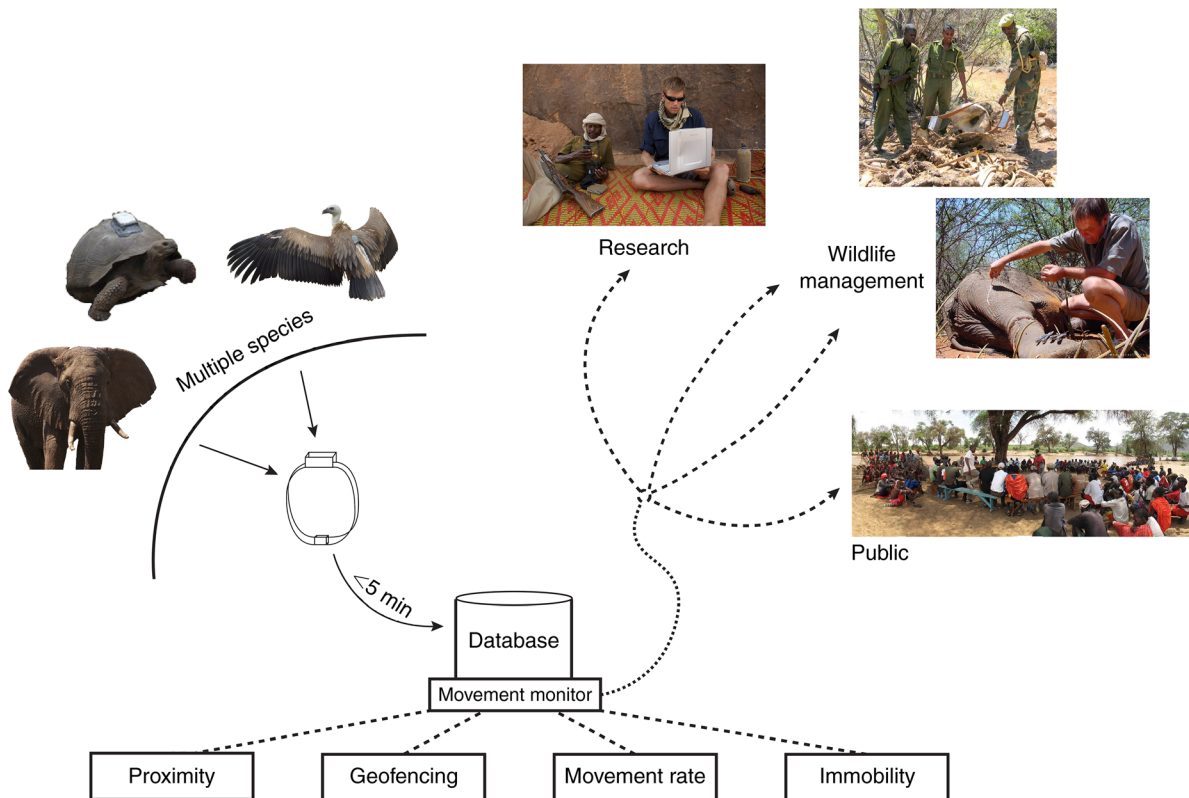 Research
Wildlife
management
Multiple species
Public
<5 min
Database
Movement monitor
Proximity
Geofencing
Movement rate
Immobility